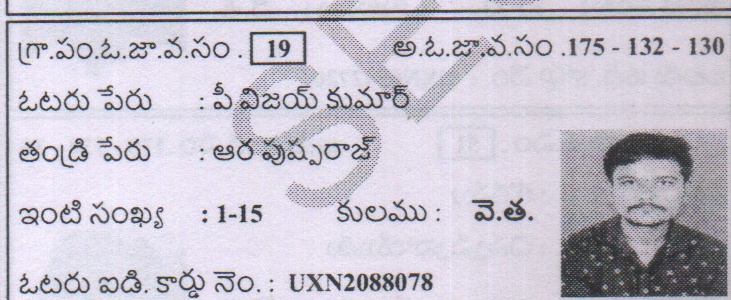 గ్రా.పం.ఓ.జా.వ.సం . 19 అ.ఓ.జా.వ.సం .175 - 132 - 130
ఓటరు పేరు : పీ విజయ్ కుమార్
తండ్రి పేరు : ఆర పుష్పరాజ్
ఇంటి సంఖ్య : 1-15 కులము : వె.త.
ఓటరు ఐడి. కార్డు నెం. : UXN2088078